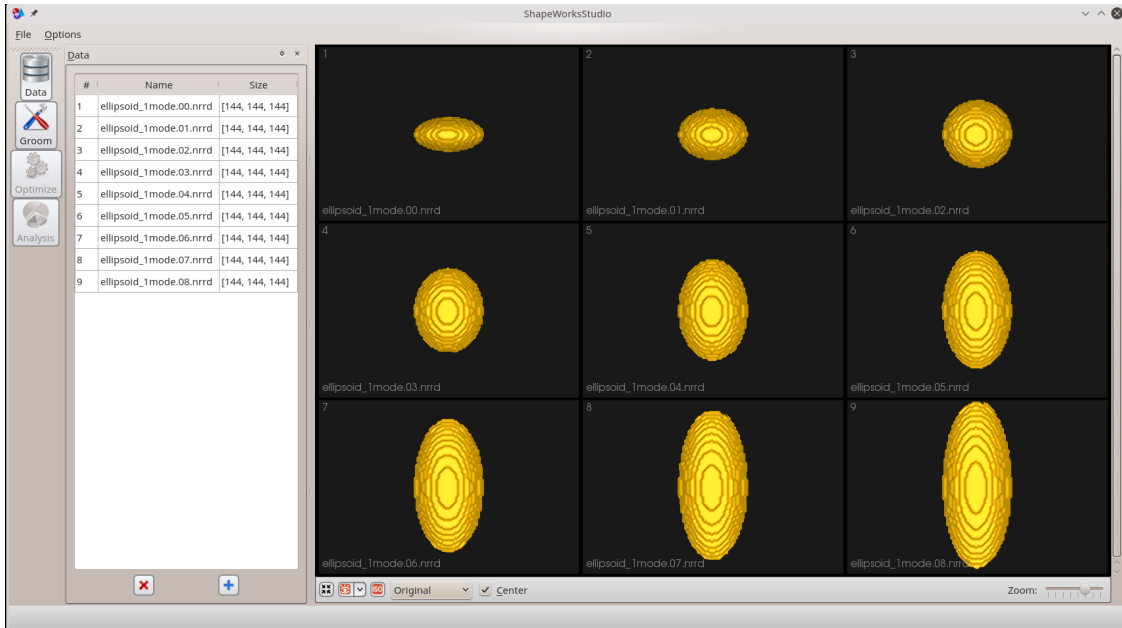 ShapeWorksStudio
File Options
Data
Groom
Optimize
Analysis
Data
# Name Size
1 ellipsoid_1mode.00.nrrd [144, 144, 144]
2 ellipsoid_1mode.01.nrrd [144, 144, 144]
3 ellipsoid_1mode.02.nrrd [144, 144, 144]
4 ellipsoid_1mode.03.nrrd [144, 144, 144]
5 ellipsoid_1mode.04.nrrd [144, 144, 144]
6 ellipsoid_1mode.05.nrrd [144, 144, 144]
7 ellipsoid_1mode.06.nrrd [144, 144, 144]
8 ellipsoid_1mode.07.nrrd [144, 144, 144]
9 ellipsoid_1mode.08.nrrd [144, 144, 144]
1 2 3
ellipsoid_1mode.00.nrrd ellipsoid_1mode.01.nrrd ellipsoid_1mode.02.nrrd
4 5 6
ellipsoid_1mode.03.nrrd ellipsoid_1mode.04.nrrd ellipsoid_1mode.05.nrrd
7 8 9
ellipsoid_1mode.06.nrrd ellipsoid_1mode.07.nrrd ellipsoid_1mode.08.nrrd
ISO Original Center Zoom: